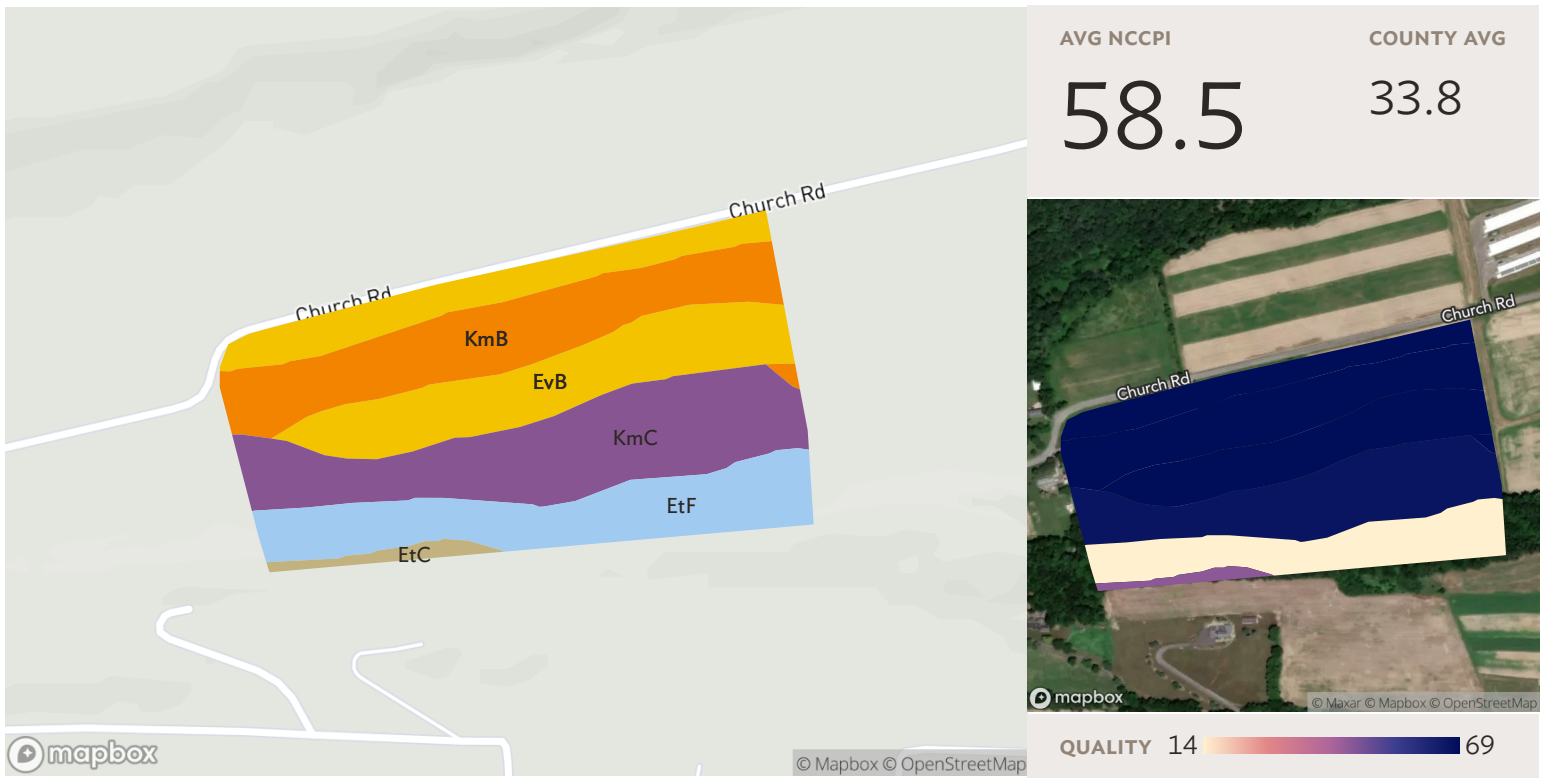 Church Rd
Church Rd
KmB
EvB
KmC
EtF
EtC
mapbox
© Mapbox © OpenStreetMap
AVG NCCPI
COUNTY AVG
58.5
33.8
Church Rd
Church Rd
mapbox
© Maxar © Mapbox © OpenStreetMap
QUALITY 14 69